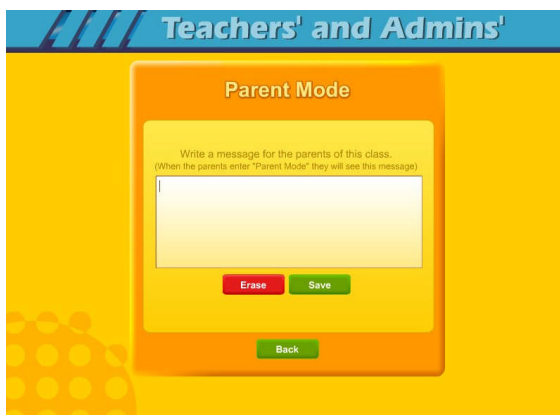 Teachers' and Admins'
Parent Mode
Write a message for the parents of this class.
(When the parents enter "Parent Mode" they will see this message)
Erase Save
Back